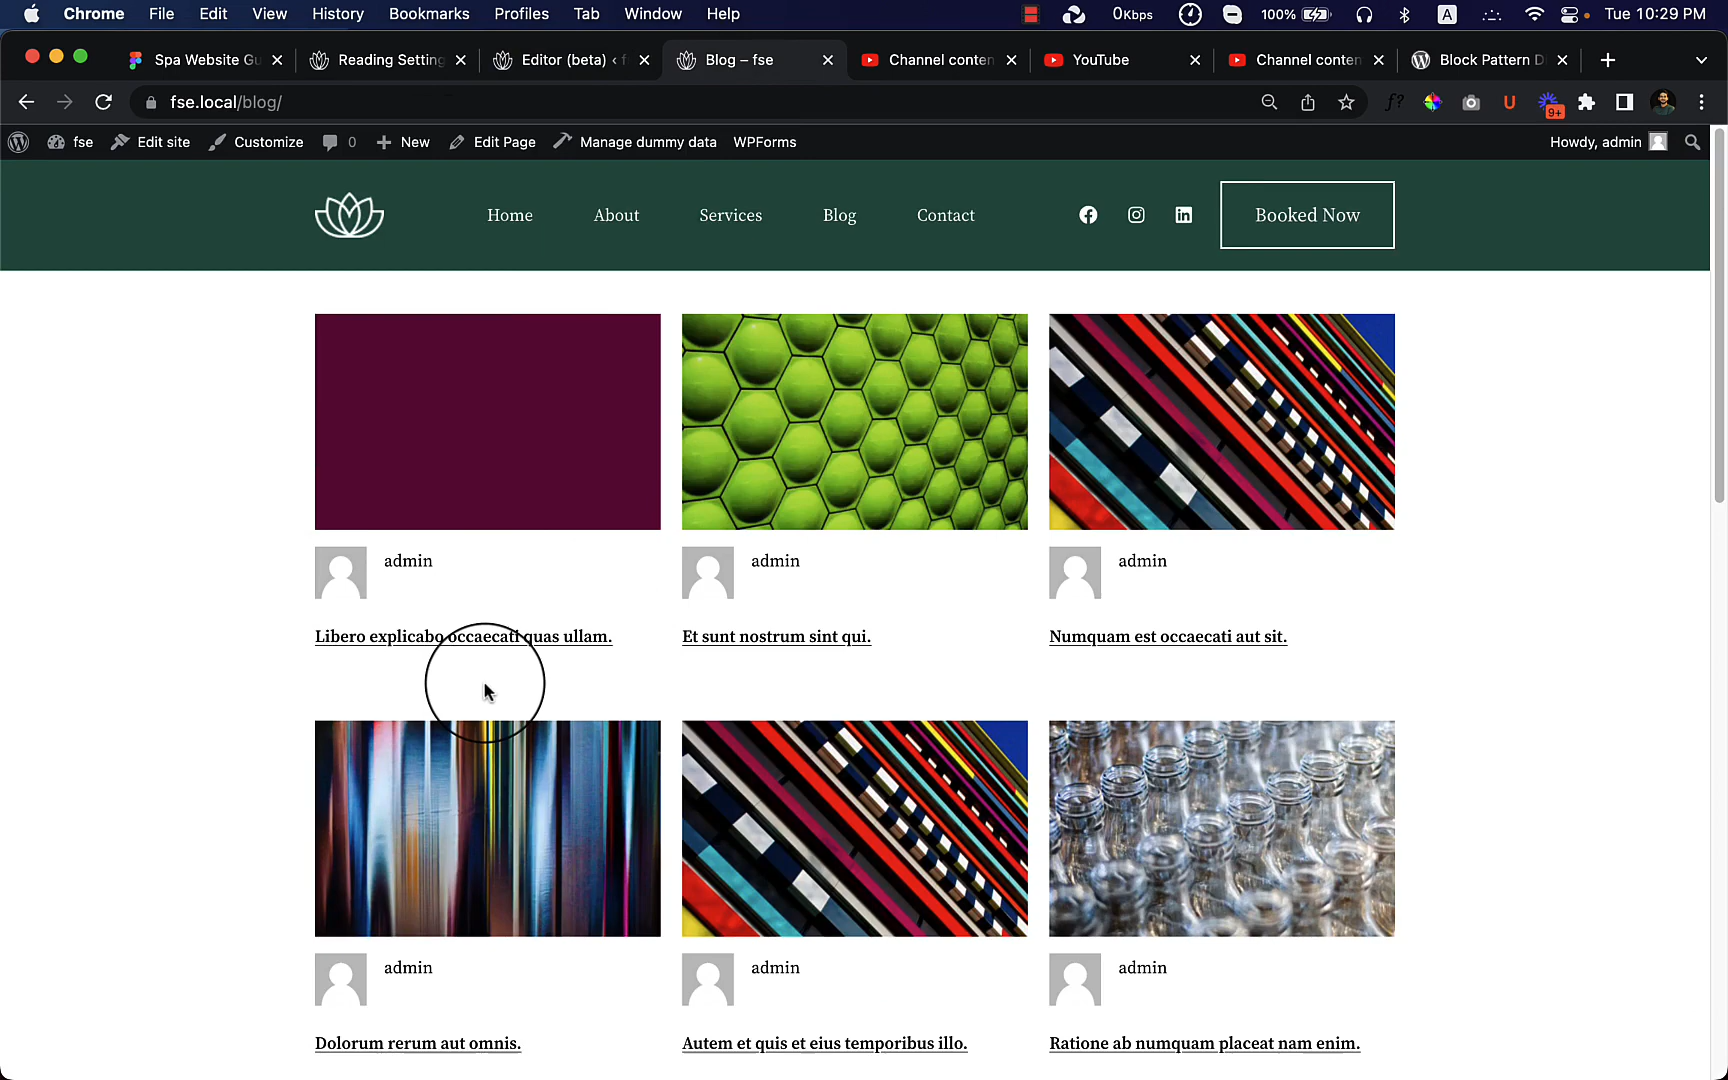 Chrome File Edit View History Bookmarks Profiles Tab Window Help 0Kbps 100% A Tue 10:29 PM
Spa Website Gu Reading Setting Editor (beta) ‹ f Blog – fse Channel conten YouTube Channel conten Block Pattern D
fse.local/blog/ f? U 9+
fse Edit site Customize 0 New Edit Page Manage dummy data WPForms Howdy, admin
Home About Services Blog Contact Booked Now
admin admin admin
Libero explicabo occaecati quas ullam. Et sunt nostrum sint qui. Numquam est occaecati aut sit.
admin admin admin
Dolorum rerum aut omnis. Autem et quis et eius temporibus illo. Ratione ab numquam placeat nam enim.